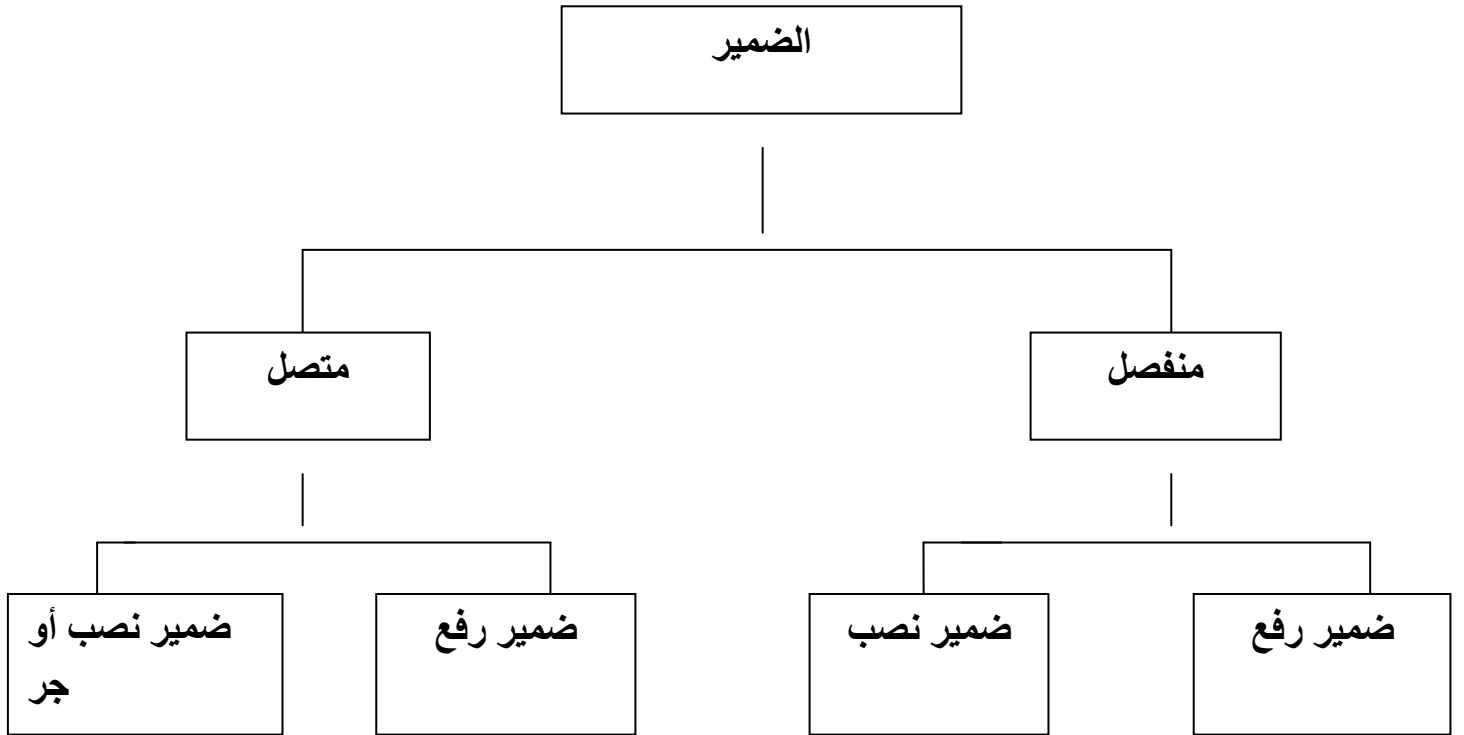 الضمير
منفصل
متصل
ضمير رفع
ضمير نصب
ضمير رفع
ضمير نصب أو
جر